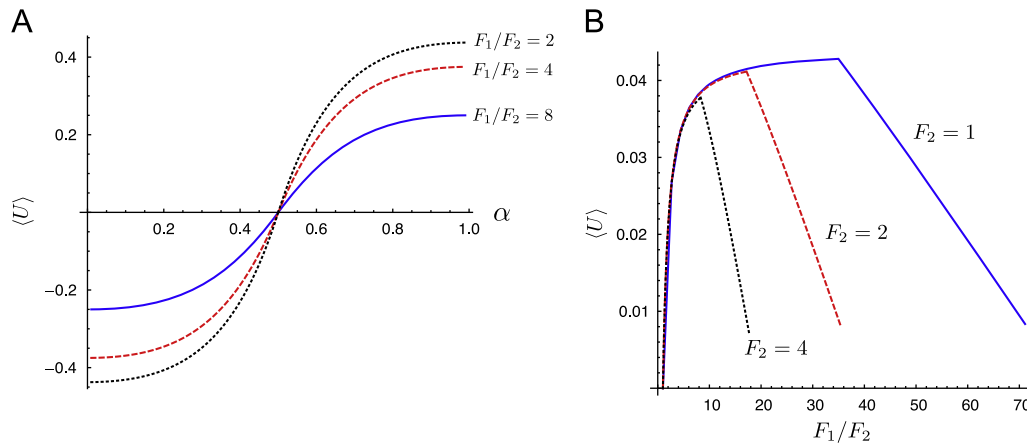 A
B
0.4
0.2
−0.2
−0.4
0.2
0.4
0.6
0.8
1.0
⟨U⟩
α
F₁/F₂ = 2
F₁/F₂ = 4
F₁/F₂ = 8
0.04
0.03
0.02
0.01
⟨U⟩
10
20
30
40
50
60
70
F₁/F₂
F₂ = 1
F₂ = 2
F₂ = 4